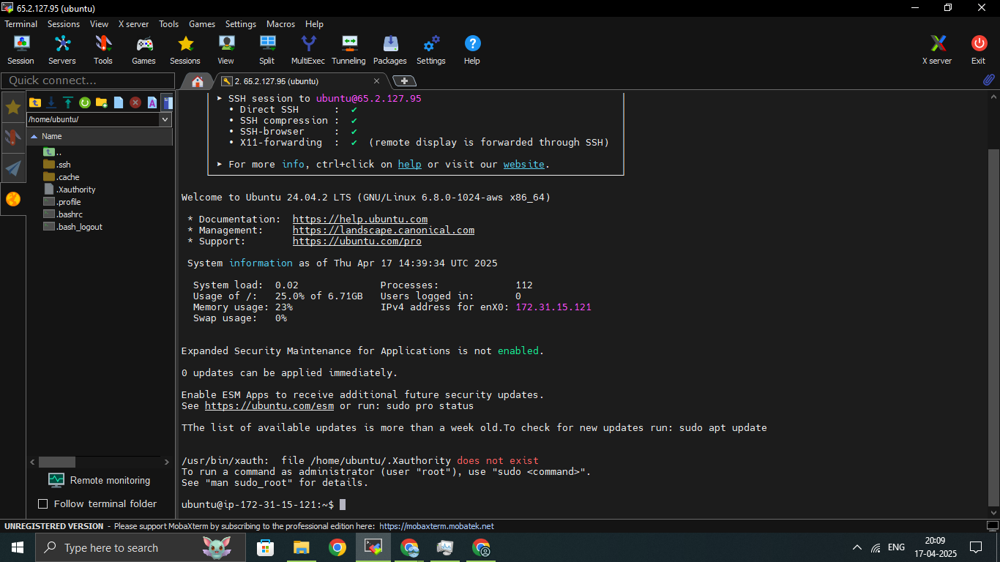 65.2.127.95 (ubuntu)
Terminal Sessions View X server Tools Games Settings Macros Help
Session Servers Tools Games Sessions View Split MultiExec Tunneling Packages Settings Help X server Exit
Quick connect...
2. 65.2.127.95 (ubuntu)
/home/ubuntu/
Name
..
.ssh
.cache
.Xauthority
.profile
.bashrc
.bash_logout
Remote monitoring
Follow terminal folder
➤ SSH session to ubuntu@65.2.127.95
• Direct SSH : ✔
• SSH compression : ✔
• SSH-browser : ✔
• X11-forwarding : ✔ (remote display is forwarded through SSH)
➤ For more info, ctrl+click on help or visit our website.
Welcome to Ubuntu 24.04.2 LTS (GNU/Linux 6.8.0-1024-aws x86_64)
* Documentation: https://help.ubuntu.com
* Management: https://landscape.canonical.com
* Support: https://ubuntu.com/pro
System information as of Thu Apr 17 14:39:34 UTC 2025
System load: 0.02 Processes: 112
Usage of /: 25.0% of 6.71GB Users logged in: 0
Memory usage: 23% IPv4 address for enX0: 172.31.15.121
Swap usage: 0%
Expanded Security Maintenance for Applications is not enabled.
0 updates can be applied immediately.
Enable ESM Apps to receive additional future security updates.
See https://ubuntu.com/esm or run: sudo pro status
TThe list of available updates is more than a week old.To check for new updates run: sudo apt update
/usr/bin/xauth: file /home/ubuntu/.Xauthority does not exist
To run a command as administrator (user "root"), use "sudo <command>".
See "man sudo_root" for details.
ubuntu@ip-172-31-15-121:~$
UNREGISTERED VERSION - Please support MobaXterm by subscribing to the professional edition here: https://mobaxterm.mobatek.net
Type here to search
ENG
20:09
17-04-2025